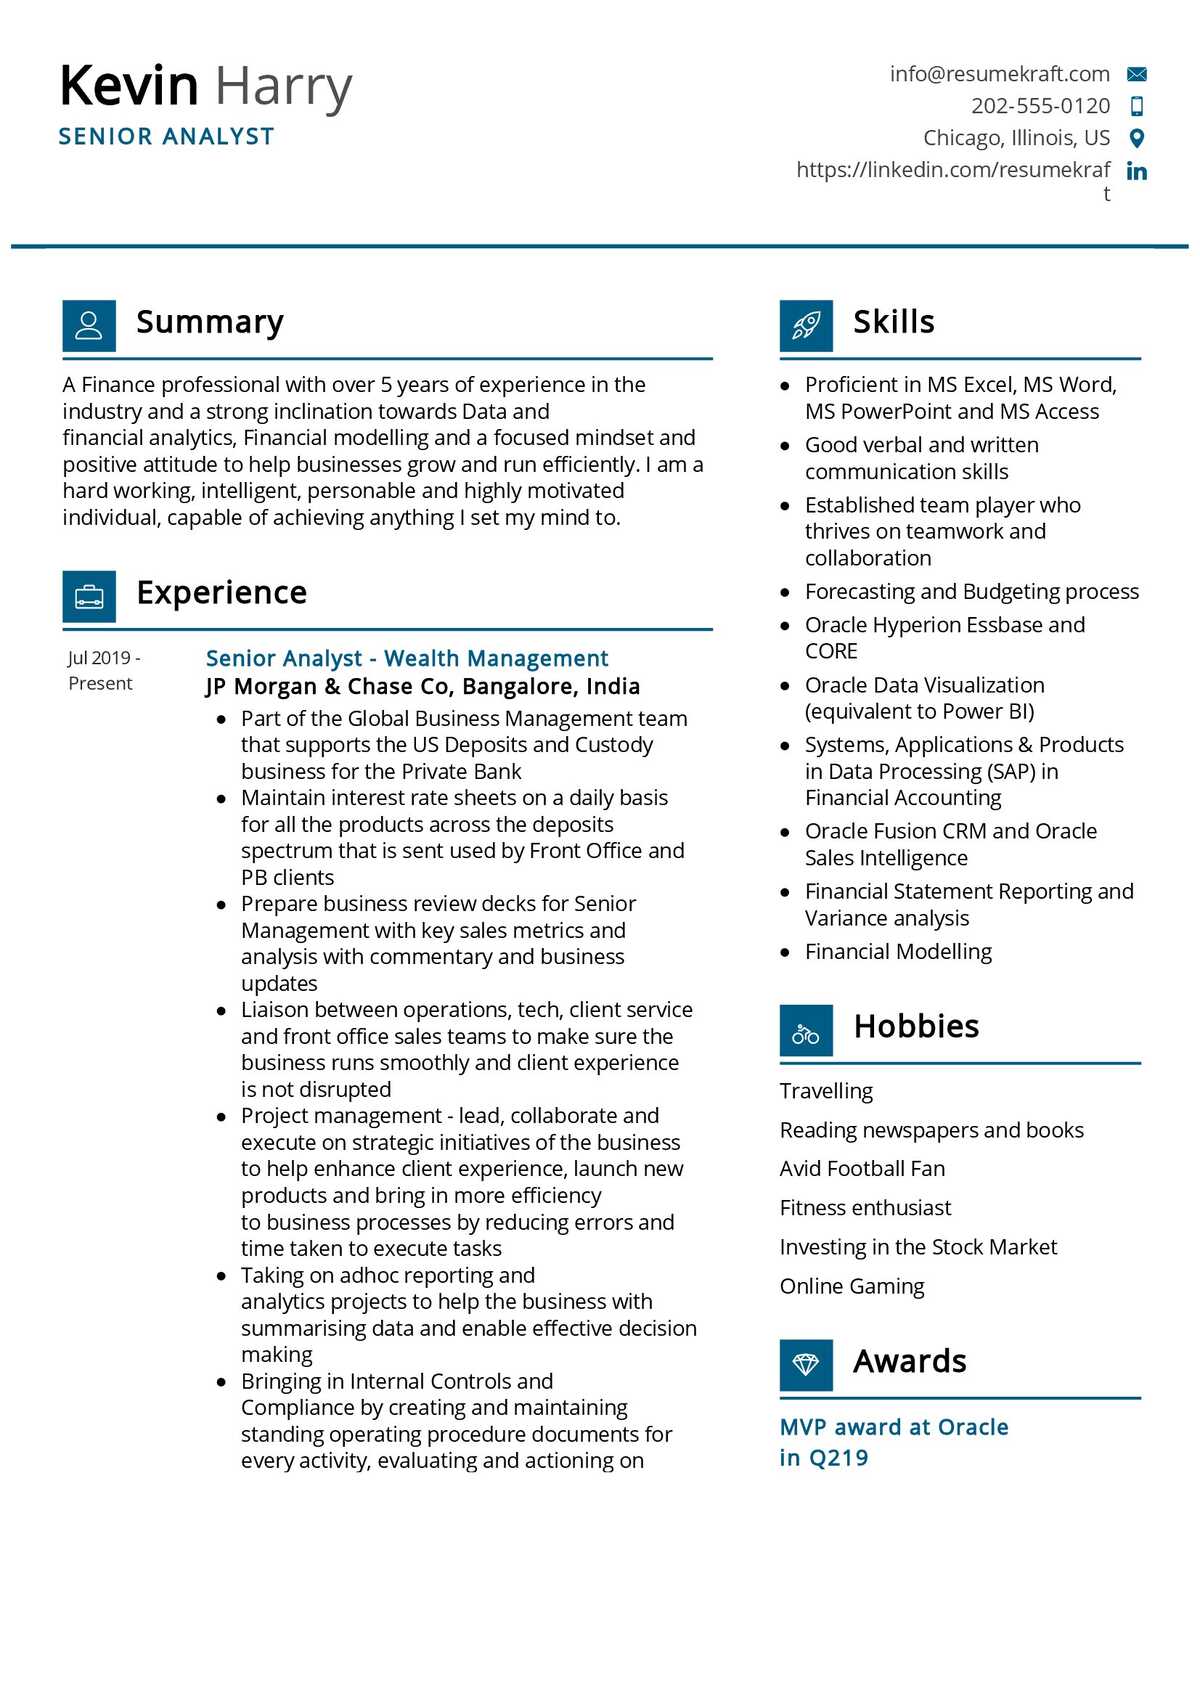 Kevin Harry
SENIOR ANALYST
info@resumekraft.com
202-555-0120
Chicago, Illinois, US
https://linkedin.com/resumekraf
t
Summary
A Finance professional with over 5 years of experience in the
industry and a strong inclination towards Data and
financial analytics, Financial modelling and a focused mindset and
positive attitude to help businesses grow and run efficiently. I am a
hard working, intelligent, personable and highly motivated
individual, capable of achieving anything I set my mind to.
Experience
Jul 2019 -
Present
Senior Analyst - Wealth Management
JP Morgan & Chase Co, Bangalore, India
● Part of the Global Business Management team
that supports the US Deposits and Custody
business for the Private Bank
● Maintain interest rate sheets on a daily basis
for all the products across the deposits
spectrum that is sent used by Front Office and
PB clients
● Prepare business review decks for Senior
Management with key sales metrics and
analysis with commentary and business
updates
● Liaison between operations, tech, client service
and front office sales teams to make sure the
business runs smoothly and client experience
is not disrupted
● Project management - lead, collaborate and
execute on strategic initiatives of the business
to help enhance client experience, launch new
products and bring in more efficiency
to business processes by reducing errors and
time taken to execute tasks
● Taking on adhoc reporting and
analytics projects to help the business with
summarising data and enable effective decision
making
● Bringing in Internal Controls and
Compliance by creating and maintaining
standing operating procedure documents for
every activity, evaluating and actioning on
Skills
● Proficient in MS Excel, MS Word,
MS PowerPoint and MS Access
● Good verbal and written
communication skills
● Established team player who
thrives on teamwork and
collaboration
● Forecasting and Budgeting process
● Oracle Hyperion Essbase and
CORE
● Oracle Data Visualization
(equivalent to Power BI)
● Systems, Applications & Products
in Data Processing (SAP) in
Financial Accounting
● Oracle Fusion CRM and Oracle
Sales Intelligence
● Financial Statement Reporting and
Variance analysis
● Financial Modelling
Hobbies
Travelling
Reading newspapers and books
Avid Football Fan
Fitness enthusiast
Investing in the Stock Market
Online Gaming
Awards
MVP award at Oracle
in Q219